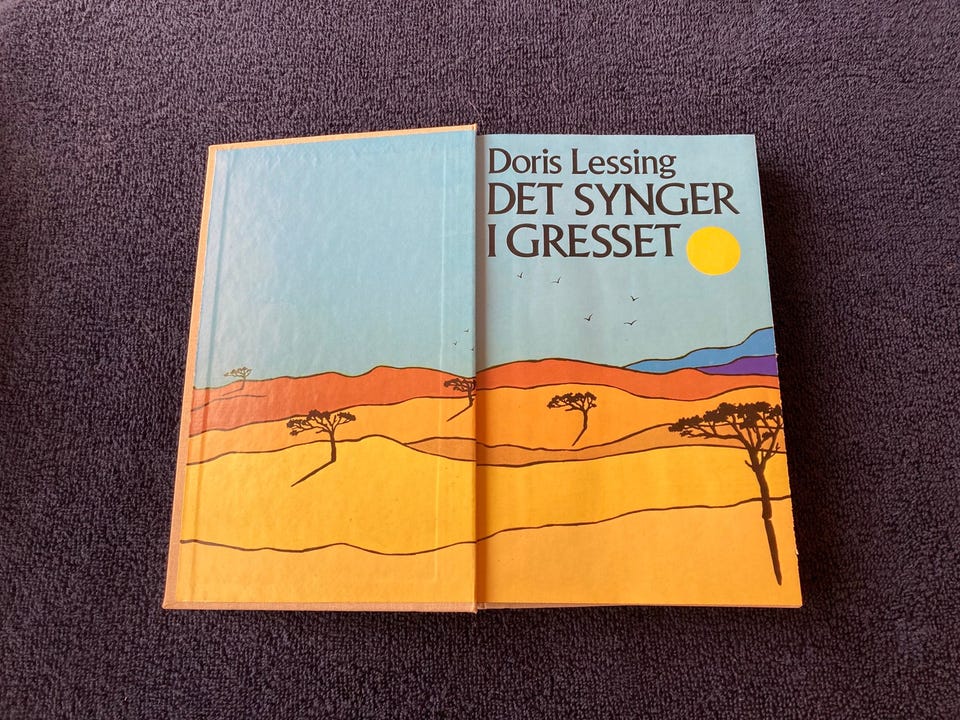 Doris Lessing
DET SYNGER
I GRESSET